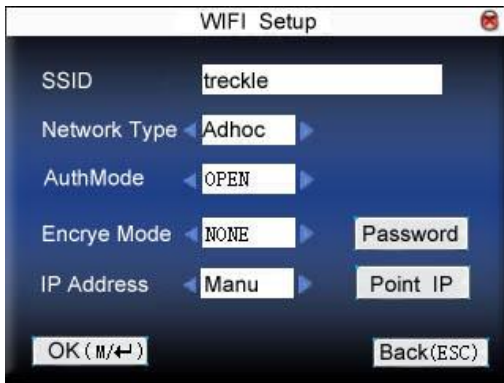 WIFI Setup
SSID treckle
Network Type Adhoc
AuthMode OPEN
Encrye Mode NONE Password
IP Address Manu Point IP
OK(M/↵) Back(ESC)